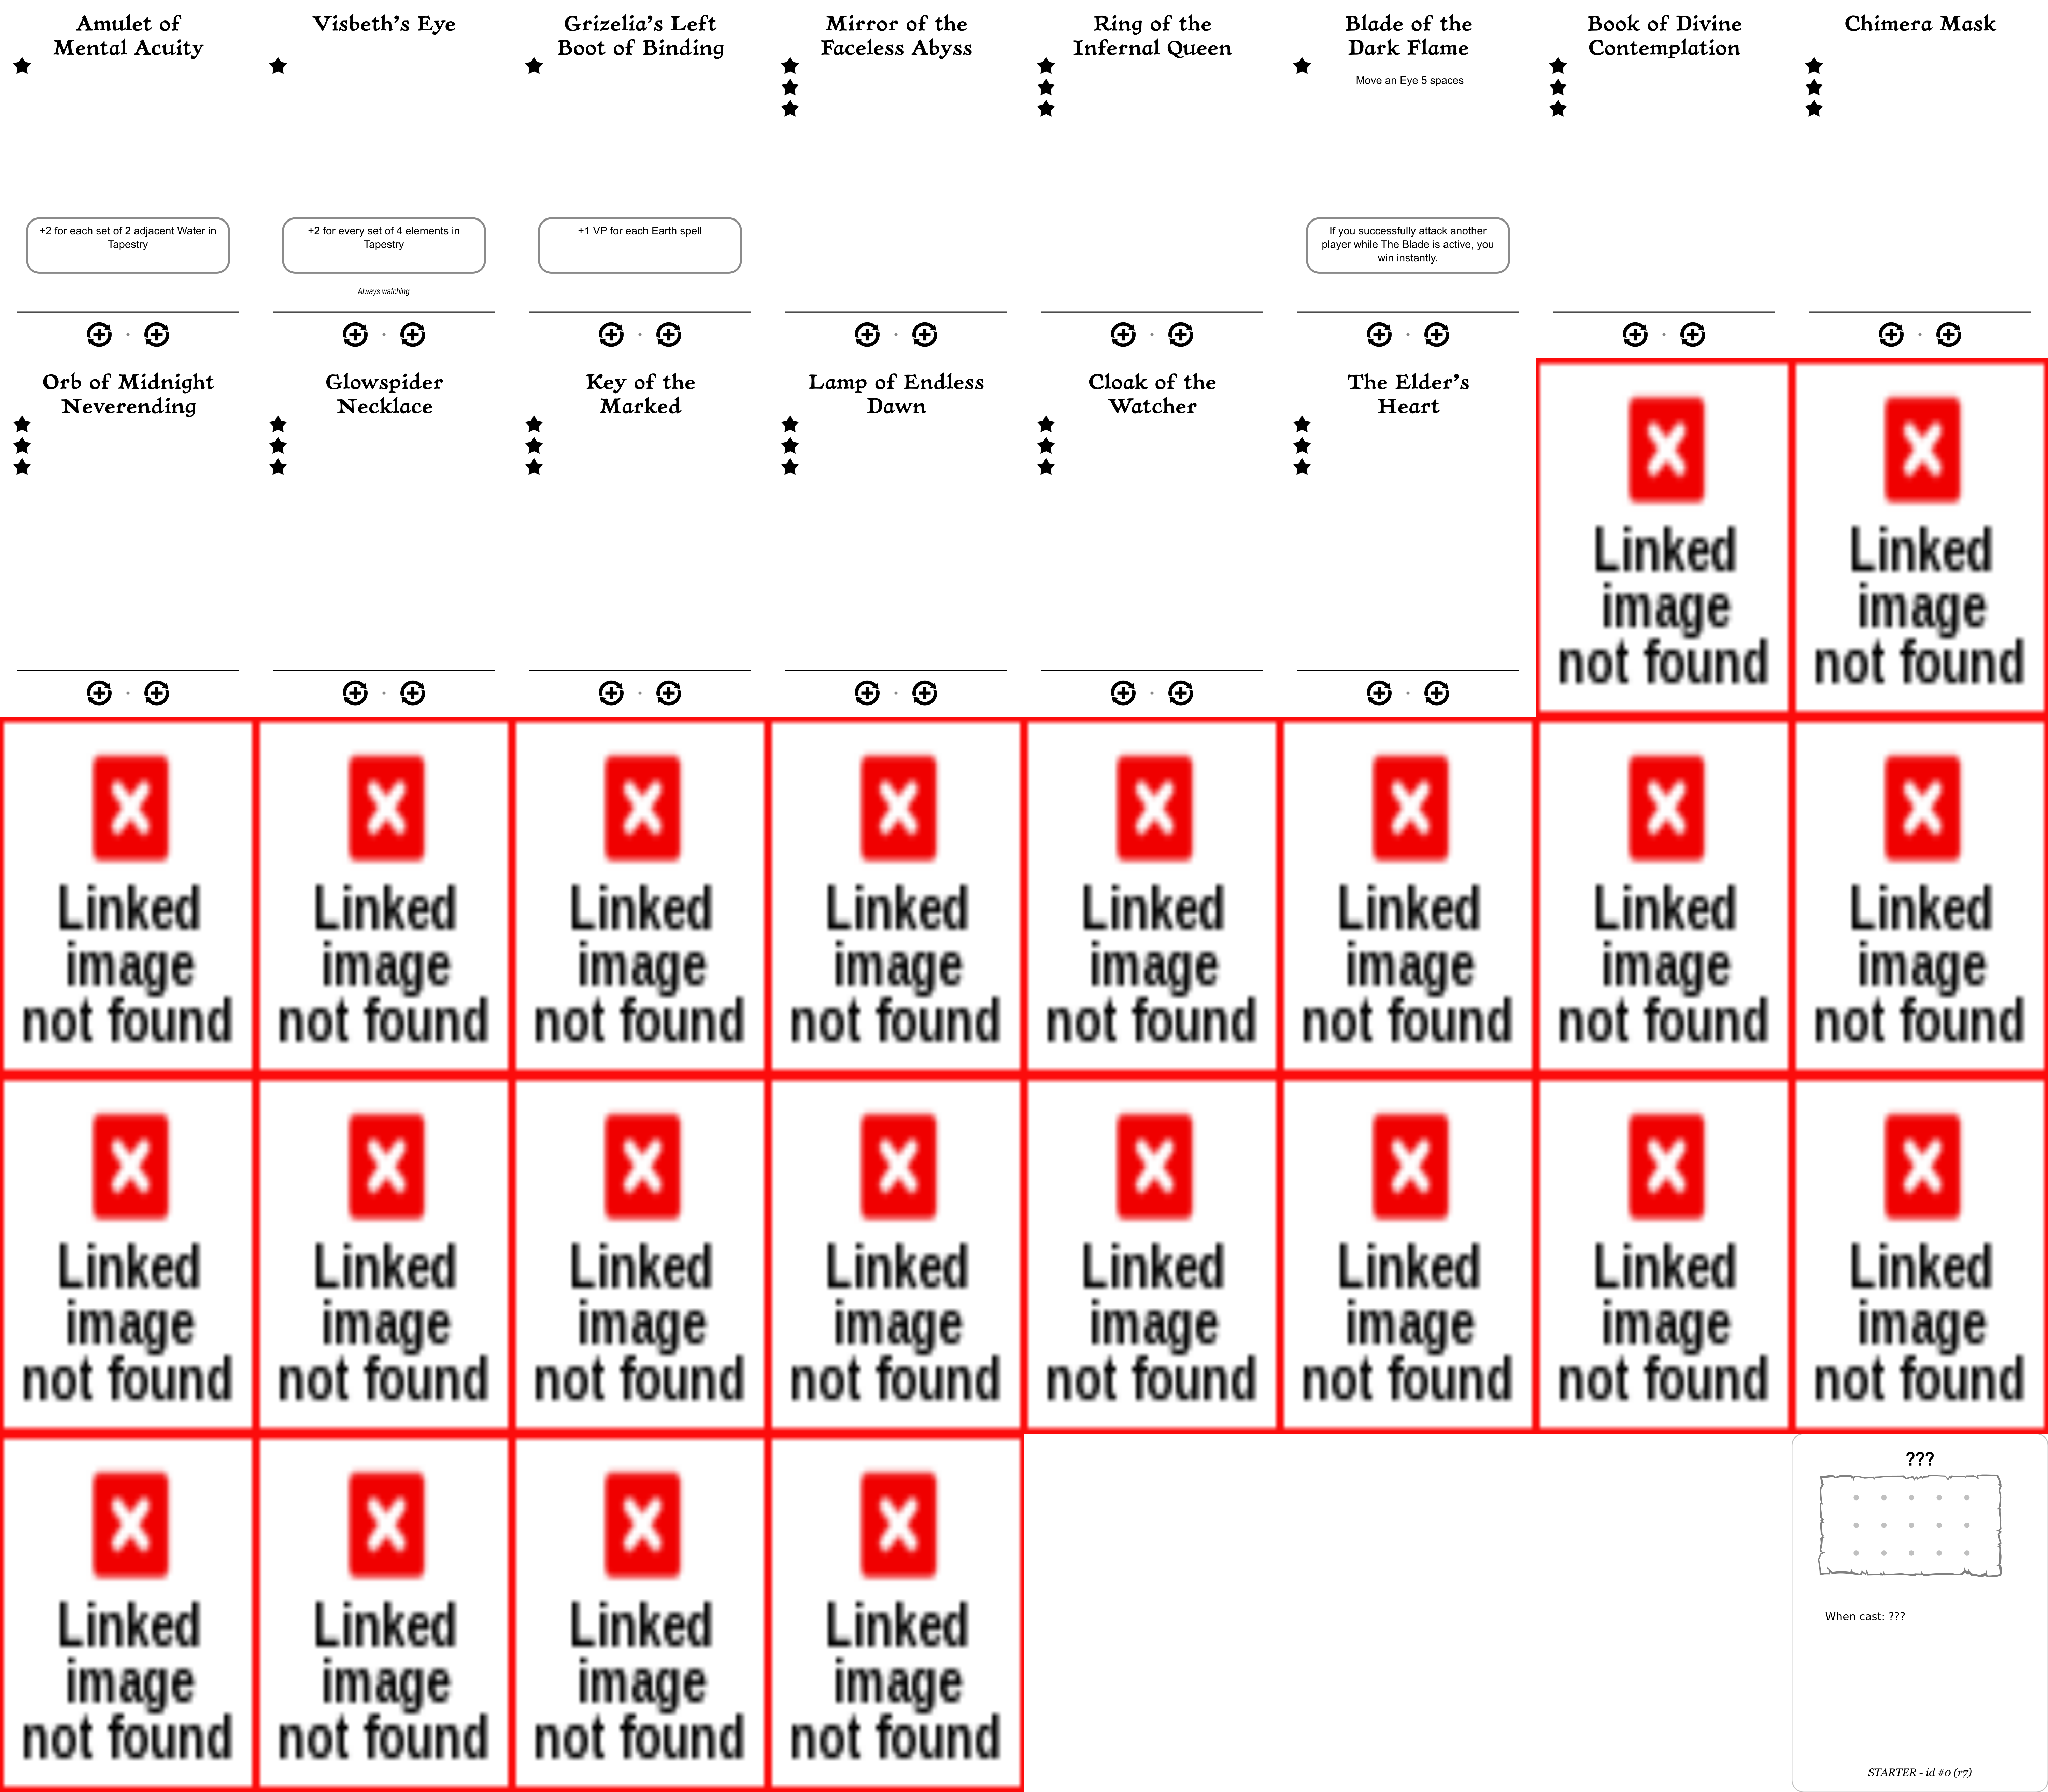 Amulet of
Mental Acuity
+2 for each set of 2 adjacent Water in
Tapestry
Visbeth's Eye
+2 for every set of 4 elements in
Tapestry
Always watching
Grizelia's Left
Boot of Binding
+1 VP for each Earth spell
Mirror of the
Faceless Abyss
Ring of the
Infernal Queen
Blade of the
Dark Flame
Move an Eye 5 spaces
If you successfully attack another
player while The Blade is active, you
win instantly.
Book of Divine
Contemplation
Chimera Mask
Orb of Midnight
Neverending
Glowspider
Necklace
Key of the
Marked
Lamp of Endless
Dawn
Cloak of the
Watcher
The Elder's
Heart
Linked
image
not found
Linked
image
not found
Linked
image
not found
Linked
image
not found
Linked
image
not found
Linked
image
not found
Linked
image
not found
Linked
image
not found
Linked
image
not found
Linked
image
not found
Linked
image
not found
Linked
image
not found
Linked
image
not found
Linked
image
not found
Linked
image
not found
Linked
image
not found
Linked
image
not found
Linked
image
not found
Linked
image
not found
Linked
image
not found
Linked
image
not found
Linked
image
not found
???
When cast: ???
STARTER - id #0 (r7)